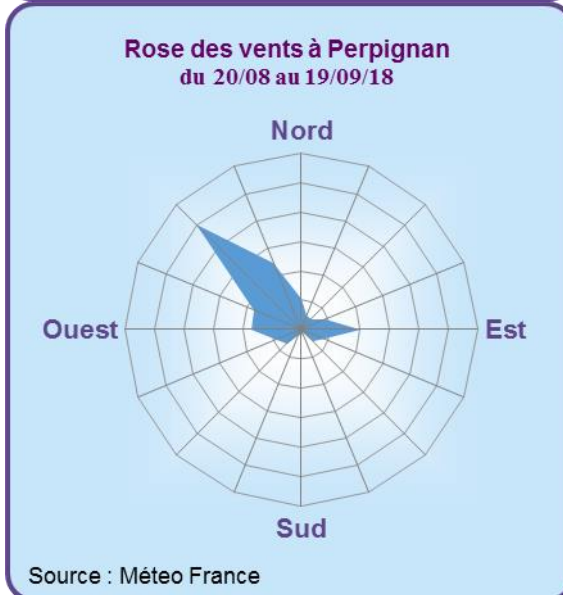 Rose des vents à Perpignan
du 20/08 au 19/09/18
Nord
Ouest
Est
Sud
Source : Méteo France